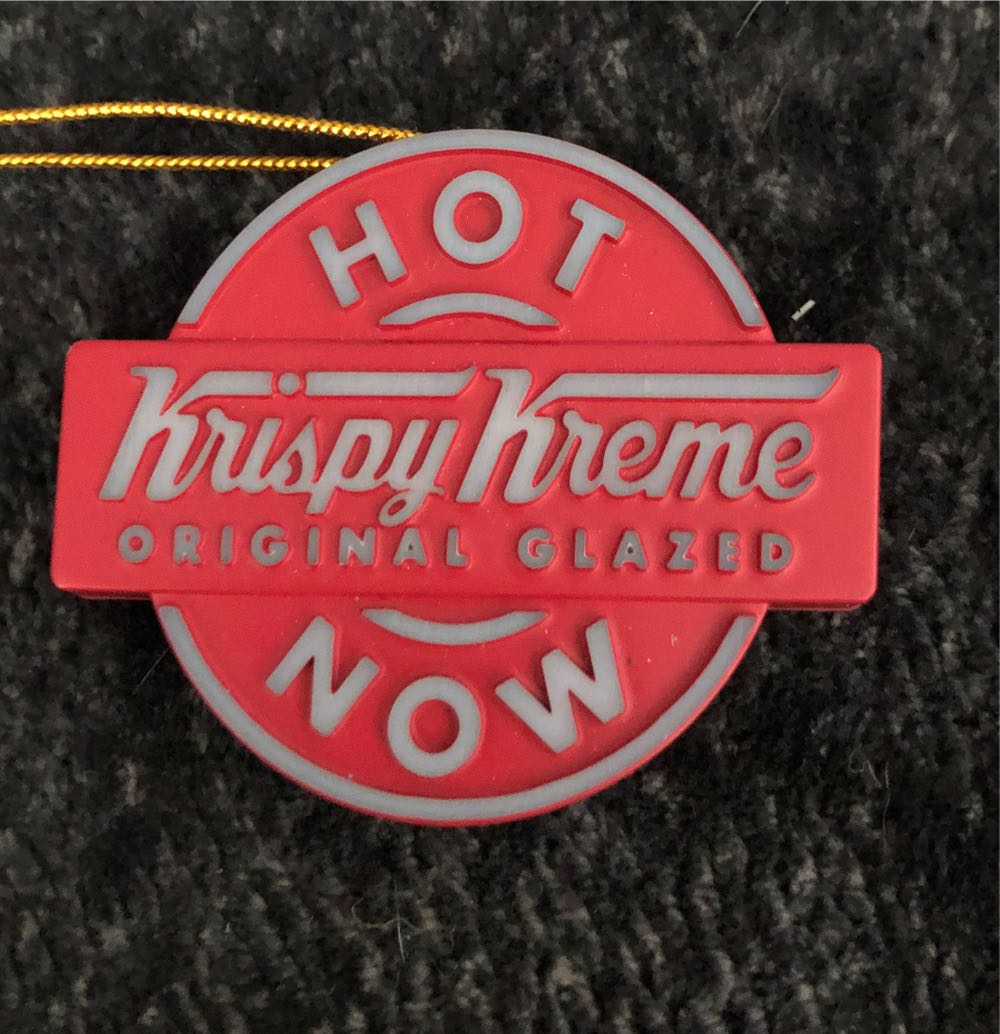 HOT
Krispy Kreme
ORIGINAL GLAZED
NOW